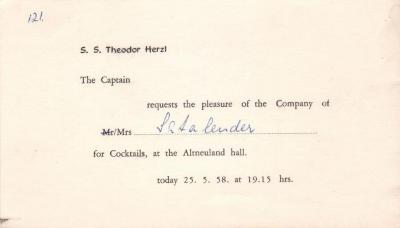 121.
S. S. Theodor Herzl
The Captain
requests the pleasure of the Company of
Mr/Mrs
for Cocktails, at the Altneuland hall.
today 25. 5. 58. at 19.15 hrs.